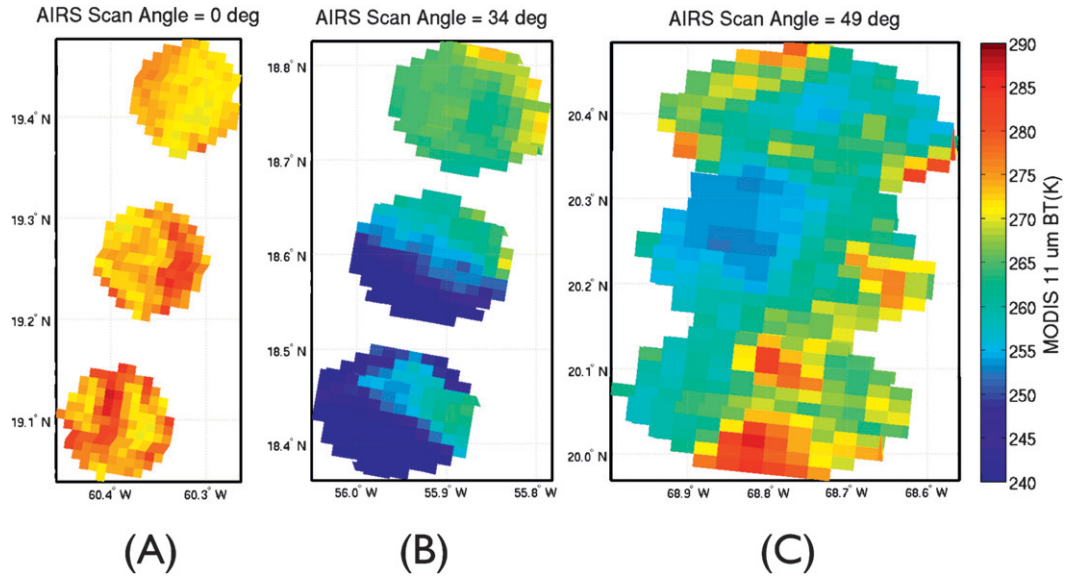 AIRS Scan Angle = 0 deg
19.4° N
19.3° N
19.2° N
19.1° N
60.4° W
60.3° W
(A)
AIRS Scan Angle = 34 deg
18.8° N
18.7° N
18.6° N
18.5° N
18.4° N
56.0° W
55.9° W
55.8° W
(B)
AIRS Scan Angle = 49 deg
20.4° N
20.3° N
20.2° N
20.1° N
20.0° N
68.9° W
68.8° W
68.7° W
68.6° W
(C)
290
285
280
275
270
265
260
255
250
245
240
MODIS 11 um BT(K)